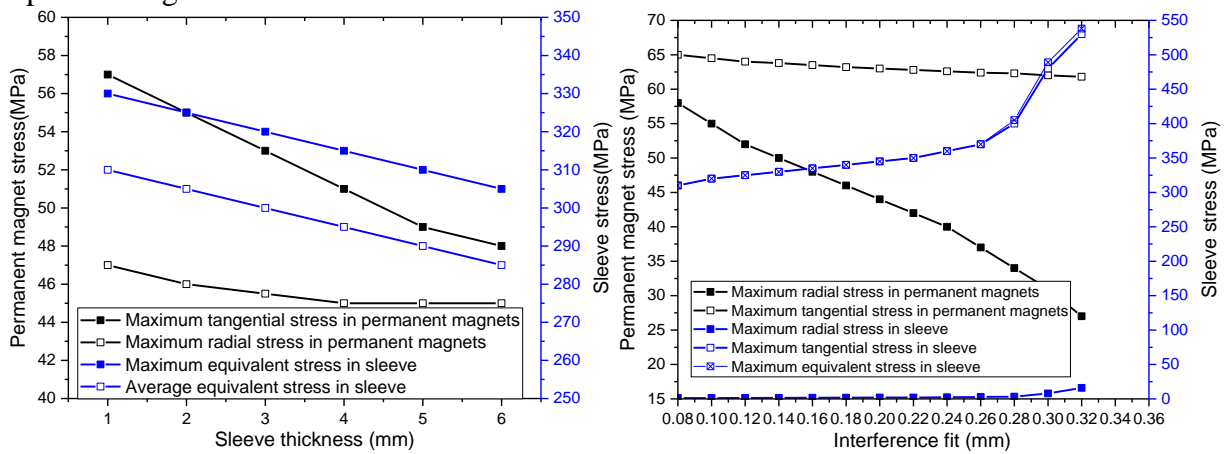 60
58
56
54
52
50
48
46
44
42
40
Permanent magnet stress(MPa)
350
340
330
320
310
300
290
280
270
260
250
Sleeve stress(MPa)
Maximum tangential stress in permanent magnets
Maximum radial stress in permanent magnets
Maximum equivalent stress in sleeve
Average equivalent stress in sleeve
1 2 3 4 5 6
Sleeve thickness (mm)
70
65
60
55
50
45
40
35
30
25
20
15
Permanent magnet stress (MPa)
550
500
450
400
350
300
250
200
150
100
50
0
Sleeve stress (MPa)
Maximum radial stress in permanent magnets
Maximum tangential stress in permanent magnets
Maximum radial stress in sleeve
Maximum tangential stress in sleeve
Maximum equivalent stress in sleeve
0.08 0.10 0.12 0.14 0.16 0.18 0.20 0.22 0.24 0.26 0.28 0.30 0.32 0.34 0.36
Interference fit (mm)